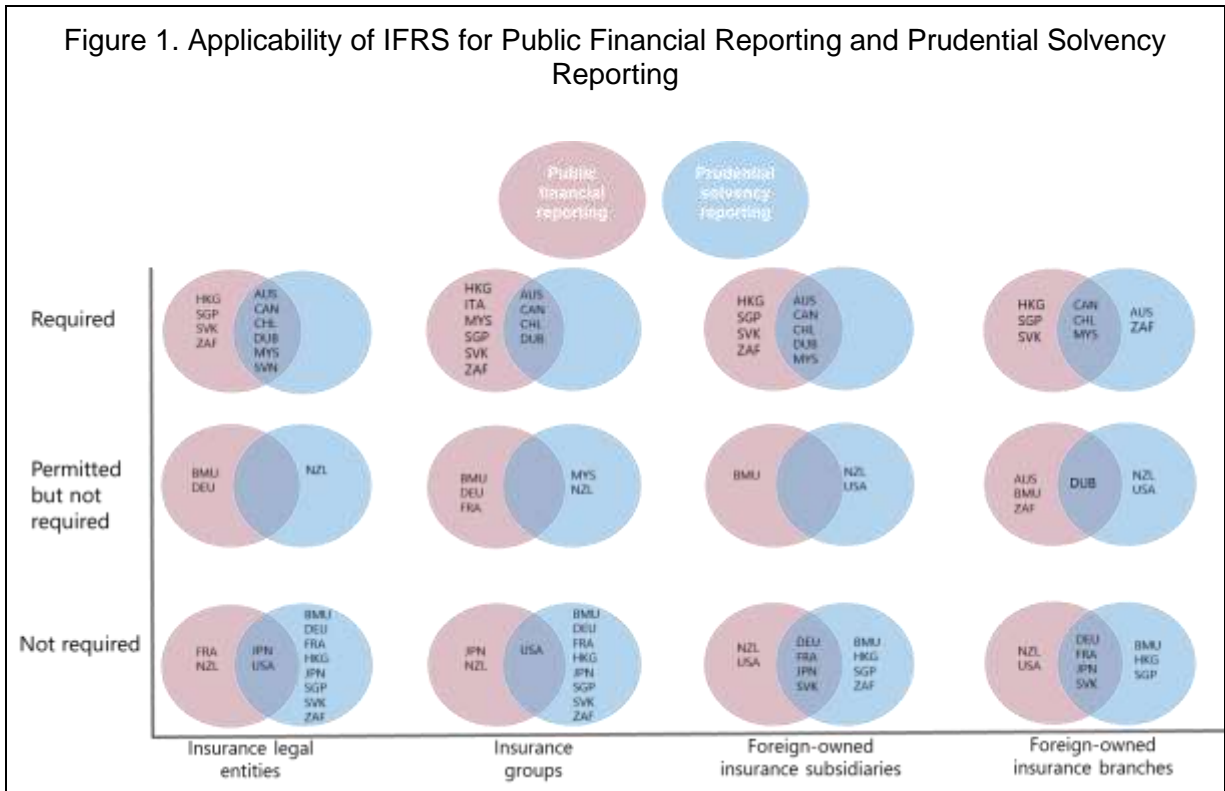 Figure 1. Applicability of IFRS for Public Financial Reporting and Prudential Solvency
Reporting
Public
financial
reporting
Prudential
solvency
reporting
Required
HKG
SGP
SVK
ZAF
AUS
CAN
CHL
DUB
MYS
SVN
HKG
ITA
MYS
SGP
SVK
ZAF
AUS
CAN
CHL
DUB
HKG
SGP
SVK
ZAF
AUS
CAN
CHL
DUB
MYS
HKG
SGP
SVK
CAN
CHL
MYS
AUS
ZAF
Permitted
but not
required
BMU
DEU
NZL
BMU
DEU
FRA
MYS
NZL
BMU
NZL
USA
AUS
BMU
ZAF
DUB
NZL
USA
Not required
FRA
NZL
JPN
USA
BMU
DEU
FRA
HKG
JPN
SGP
SVK
ZAF
JPN
NZL
USA
BMU
DEU
FRA
HKG
JPN
SGP
SVK
ZAF
NZL
USA
DEU
FRA
JPN
SVK
BMU
HKG
SGP
ZAF
NZL
USA
DEU
FRA
JPN
SVK
BMU
HKG
SGP
Insurance legal
entities
Insurance
groups
Foreign-owned
insurance subsidiaries
Foreign-owned
insurance branches